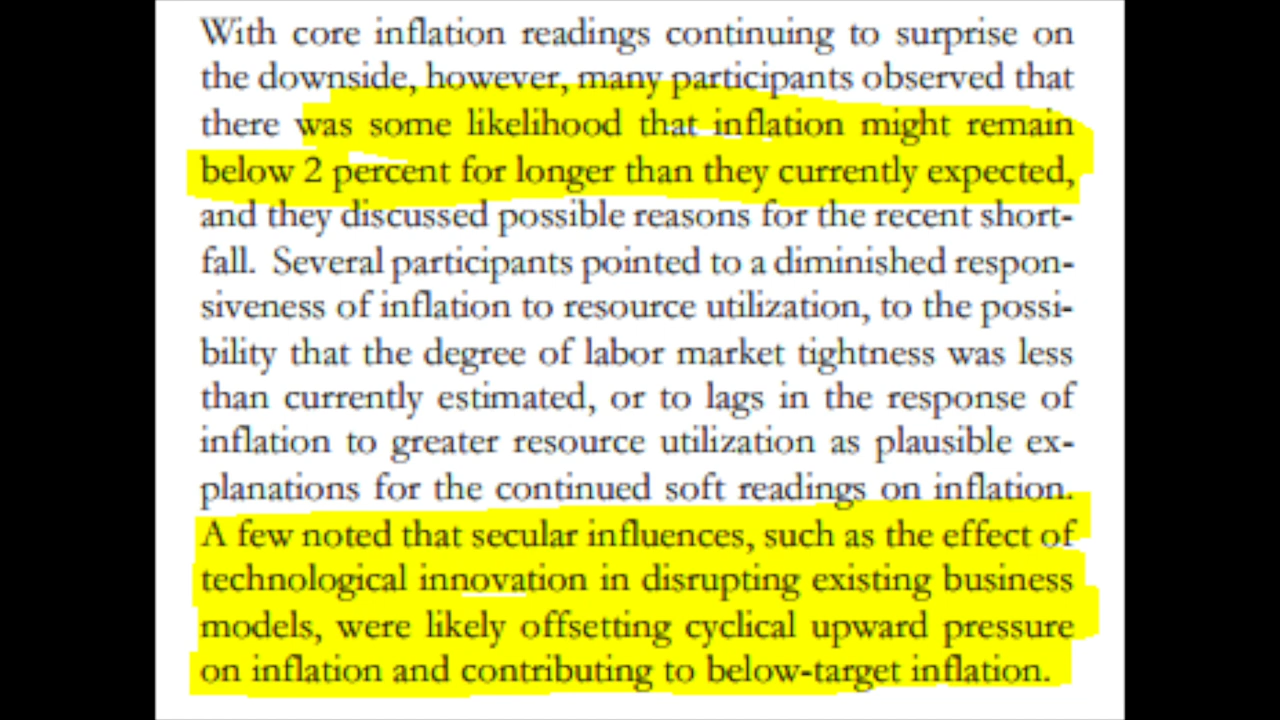 With core inflation readings continuing to surprise on
the downside, however, many participants observed that
there was some likelihood that inflation might remain
below 2 percent for longer than they currently expected,
and they discussed possible reasons for the recent short-
fall. Several participants pointed to a diminished respon-
siveness of inflation to resource utilization, to the possi-
bility that the degree of labor market tightness was less
than currently estimated, or to lags in the response of
inflation to greater resource utilization as plausible ex-
planations for the continued soft readings on inflation.
A few noted that secular influences, such as the effect of
technological innovation in disrupting existing business
models, were likely offsetting cyclical upward pressure
on inflation and contributing to below-target inflation.